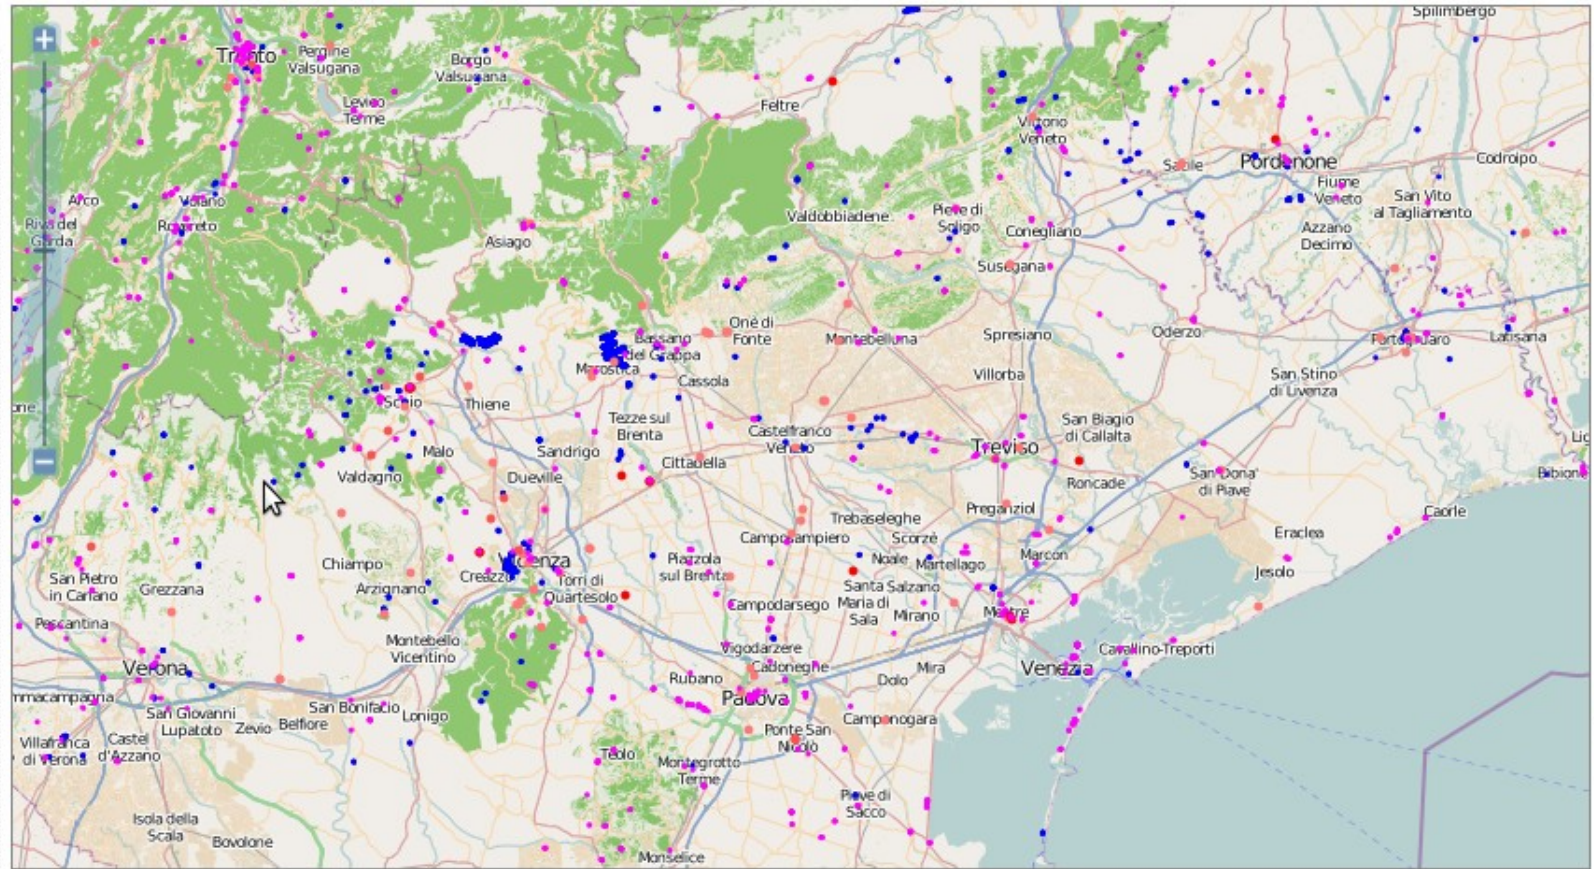 Spilimbergo
Trento
Pergine
Valsugana
Borgo
Valsugana
Levico
Terme
Feltre
Vittorio
Veneto
Sacile
Pordenone
Codroipo
Fiume
Veneto
San Vito
al Tagliamento
Arco
Volano
Riva del
Garda
Rovereto
Asiago
Valdobbiadene
Pieve di
Soligo
Conegliano
Azzano
Decimo
Susegana
Oné di
Fonte
Bassano
del Grappa
Marostica
Montebelluna
Spresiano
Oderzo
Portogruaro
Latisana
Cassola
Villorba
San Stino
di Livenza
Schio
Thiene
one
Tezze sul
Brenta
Castelfranco
Veneto
San Biagio
di Callalta
Treviso
Malo
Sandrigo
Cittadella
Lig
Valdagno
Dueville
Roncade
San Dona'
di Piave
Bibione
Preganziol
Caorle
Trebaseleghe
Camposampiero
Scorzè
Eraclea
Vicenza
Chiampo
Creazzo
Piazzola
sul Brenta
Noale
Martellago
Marcon
Jesolo
San Pietro
in Cariano
Grezzana
Arzignano
Torri di
Quartesolo
Santa
Maria di
Sala
Salzano
Campodarsego
Mirano
Mestre
Pescantina
Montebello
Vicentino
Vigodarzere
Cadoneghe
Cavallino-Treporti
Verona
Rubano
Mira
Venezia
Dolo
mmacampagna
Padova
San Giovanni
Lupatoto
Zevio
Belfiore
San Bonifacio
Lonigo
Camponogara
Villafranca
di Verona
Castel
d'Azzano
Ponte San
Nicolò
Teolo
Montegrotto
Terme
Piove di
Sacco
Isola della
Scala
Bovolone
Monselice